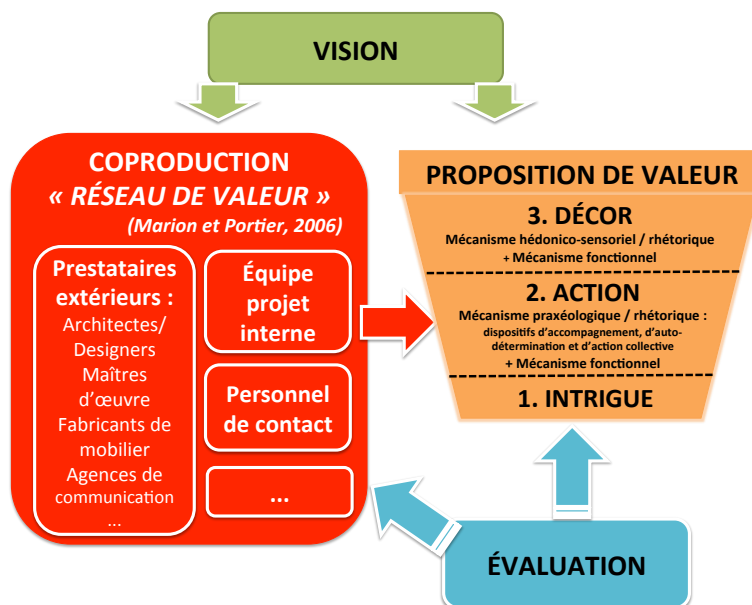 VISION
COPRODUCTION
« RÉSEAU DE VALEUR »
(Marion et Portier, 2006)
Prestataires
extérieurs :
Architectes/
Designers
Maîtres
d’œuvre
Fabricants de
mobilier
Agences de
communication
...
Équipe
projet
interne
Personnel
de contact
...
PROPOSITION DE VALEUR
3. DÉCOR
Mécanisme hédonico-sensoriel / rhétorique
+ Mécanisme fonctionnel
2. ACTION
Mécanisme praxéologique / rhétorique :
dispositifs d’accompagnement, d’auto-
détermination et d’action collective
+ Mécanisme fonctionnel
1. INTRIGUE
ÉVALUATION